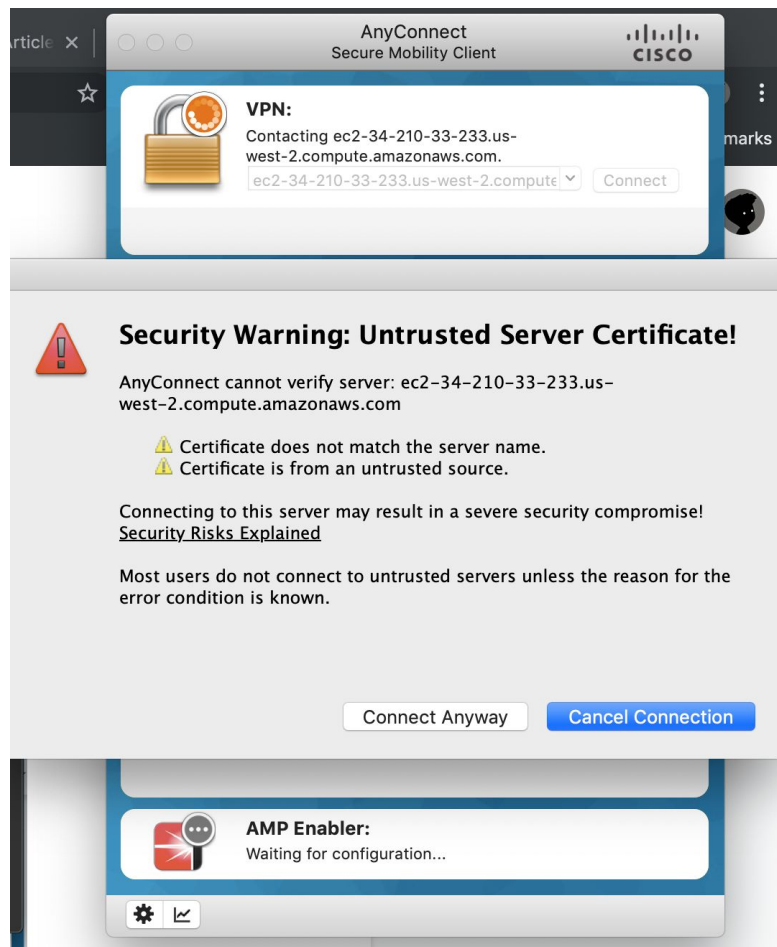 rticle
AnyConnect
Secure Mobility Client
CISCO
VPN:
Contacting ec2-34-210-33-233.us-
west-2.compute.amazonaws.com.
ec2-34-210-33-233.us-west-2.compute
Connect
marks
Security Warning: Untrusted Server Certificate!
AnyConnect cannot verify server: ec2-34-210-33-233.us-
west-2.compute.amazonaws.com
Certificate does not match the server name.
Certificate is from an untrusted source.
Connecting to this server may result in a severe security compromise!
Security Risks Explained
Most users do not connect to untrusted servers unless the reason for the
error condition is known.
Connect Anyway
Cancel Connection
AMP Enabler:
Waiting for configuration...